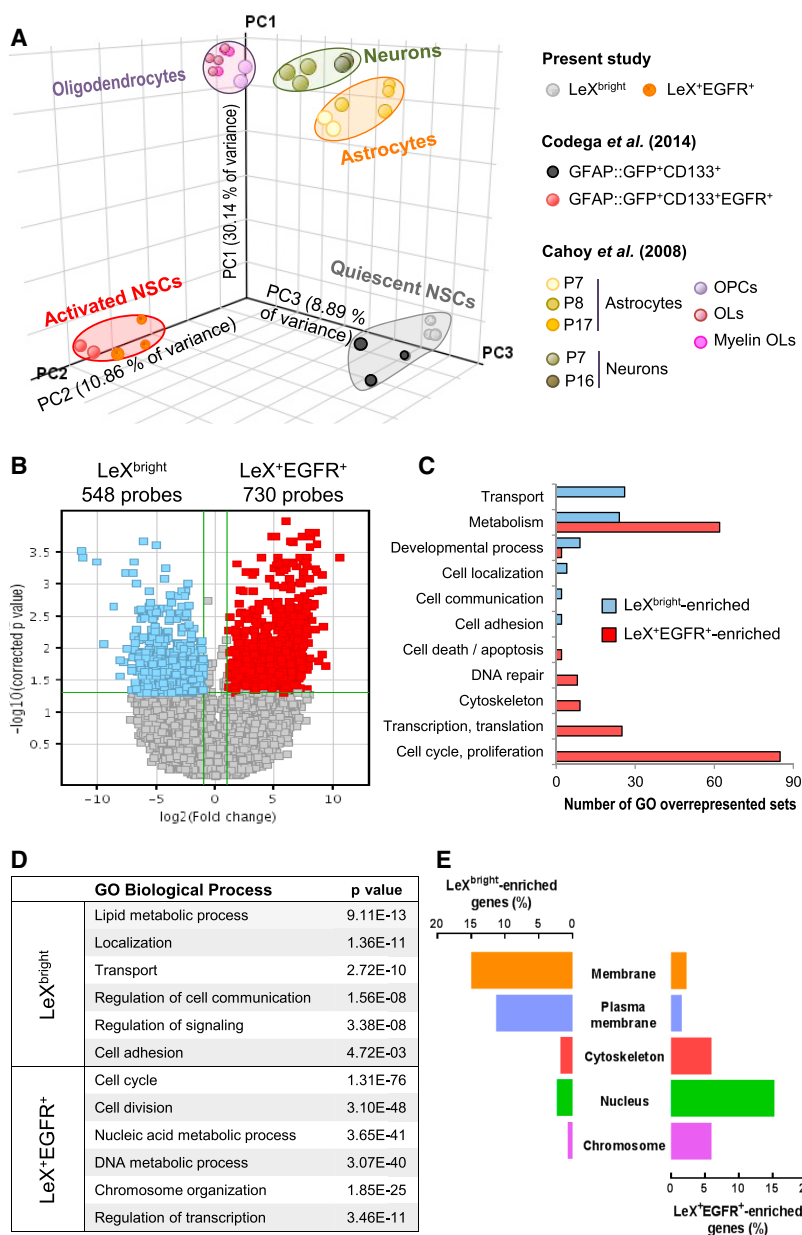 A
PC1
Oligodendrocytes
Neurons
Astrocytes
PC1 (30.14 % of variance)
Quiescent NSCs
Activated NSCs
PC3 (8.89 %
of variance)
PC2
PC2 (10.86 % of variance)
PC3
Present study
LeXbright
LeX+EGFR+
Codega et al. (2014)
GFAP::GFP+CD133+
GFAP::GFP+CD133+EGFR+
Cahoy et al. (2008)
P7
P8
P17
Astrocytes
P7
P16
Neurons
OPCs
OLs
Myelin OLs
B
LeXbright
548 probes
LeX+EGFR+
730 probes
-log10(corrected p value)
3.5
3
2.5
2
1.5
1
0.5
-10 -5 0 5 10
log2(Fold change)
C
Transport
Metabolism
Developmental process
Cell localization
Cell communication
Cell adhesion
Cell death / apoptosis
DNA repair
Cytoskeleton
Transcription, translation
Cell cycle, proliferation
LeXbright-enriched
LeX+EGFR+-enriched
0 30 60 90
Number of GO overrepresented sets
D
GO Biological Process p value
LeXbright
Lipid metabolic process 9.11E-13
Localization 1.36E-11
Transport 2.72E-10
Regulation of cell communication 1.56E-08
Regulation of signaling 3.38E-08
Cell adhesion 4.72E-03
LeX+EGFR+
Cell cycle 1.31E-76
Cell division 3.10E-48
Nucleic acid metabolic process 3.65E-41
DNA metabolic process 3.07E-40
Chromosome organization 1.85E-25
Regulation of transcription 3.46E-11
E
LeXbright-enriched
genes (%)
20 15 10 5 0
Membrane
Plasma
membrane
Cytoskeleton
Nucleus
Chromosome
0 5 10 15
LeX+EGFR+-enriched
genes (%)